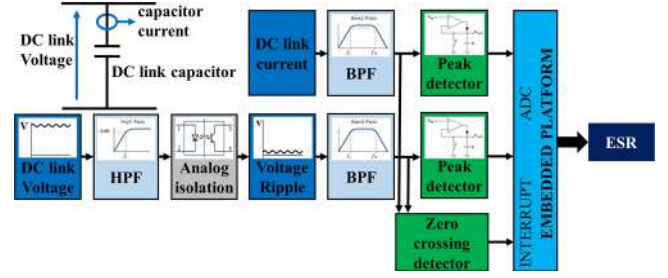 capacitor
current
DC link
Voltage
DC link capacitor
DC link
current
Band Pass
BPF
Peak
detector
V
DC link
Voltage
High Pass
-3dB
HPF
Analog
isolation
V
Voltage
Ripple
Band Pass
BPF
Peak
detector
Zero
crossing
detector
INTERRUPT
ADC
EMBEDDED PLATFORM
ESR